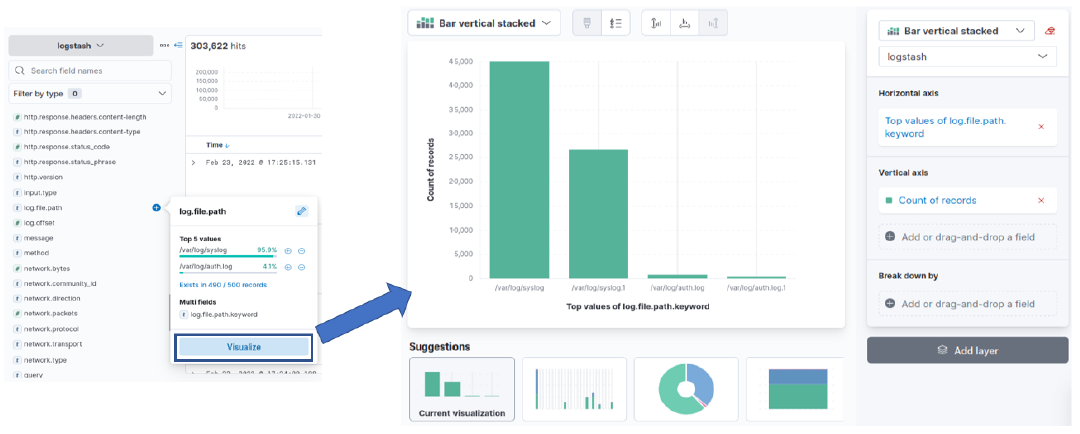 logstash
303,622 hits
Search field names
Filter by type 0
200,000
150,000
100,000
50,000
0
2022-01-30
Time
Feb 23, 2022 @ 17:25:15.131
# http.response.headers.content-length
t http.response.headers.content-type
# http.response.status_code
t http.response.status_phrase
t http.version
t input.type
t log.file.path
# log.offset
t message
t method
# network.bytes
t network.community_id
t network.direction
# network.packets
t network.protocol
t network.transport
t network.type
t query
log.file.path
Top 5 values
/var/log/syslog 95.9%
/var/log/auth.log 4.1%
Exists in 490 / 500 records
Multi fields
t log.file.path.keyword
Visualize
Bar vertical stacked
Count of records
45,000
40,000
35,000
30,000
25,000
20,000
15,000
10,000
5,000
0
/var/log/syslog
/var/log/syslog.1
/var/log/auth.log
/var/log/auth.log.1
Top values of log.file.path.keyword
Suggestions
Current visualization
Bar vertical stacked
logstash
Horizontal axis
Top values of log.file.path.
keyword
Vertical axis
Count of records
Add or drag-and-drop a field
Break down by
Add or drag-and-drop a field
Add layer